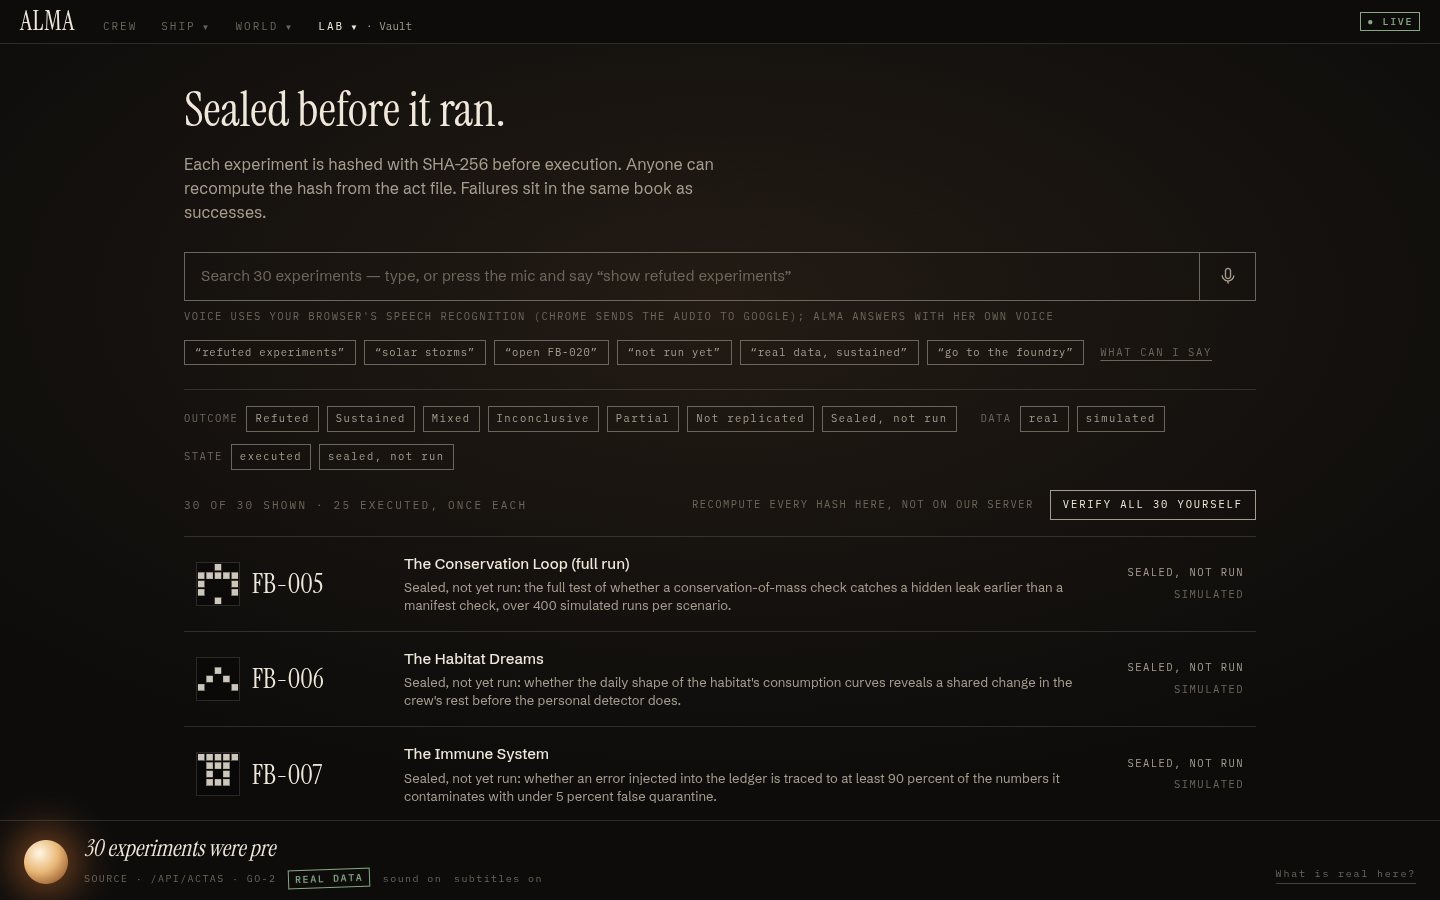 ALMA CREW SHIP ▾ WORLD ▾ LAB ▾ · Vault ● LIVE
Sealed before it ran.
Each experiment is hashed with SHA-256 before execution. Anyone can
recompute the hash from the act file. Failures sit in the same book as
successes.
Search 30 experiments — type, or press the mic and say “show refuted experiments”
VOICE USES YOUR BROWSER'S SPEECH RECOGNITION (CHROME SENDS THE AUDIO TO GOOGLE); ALMA ANSWERS WITH HER OWN VOICE
“refuted experiments” “solar storms” “open FB-020” “not run yet” “real data, sustained” “go to the foundry” WHAT CAN I SAY
OUTCOME Refuted Sustained Mixed Inconclusive Partial Not replicated Sealed, not run DATA real simulated
STATE executed sealed, not run
30 OF 30 SHOWN · 25 EXECUTED, ONCE EACH RECOMPUTE EVERY HASH HERE, NOT ON OUR SERVER VERIFY ALL 30 YOURSELF
FB-005
The Conservation Loop (full run)
Sealed, not yet run: the full test of whether a conservation-of-mass check catches a hidden leak earlier than a
manifest check, over 400 simulated runs per scenario.
SEALED, NOT RUN
SIMULATED
FB-006
The Habitat Dreams
Sealed, not yet run: whether the daily shape of the habitat's consumption curves reveals a shared change in the
crew's rest before the personal detector does.
SEALED, NOT RUN
SIMULATED
FB-007
The Immune System
Sealed, not yet run: whether an error injected into the ledger is traced to at least 90 percent of the numbers it
contaminates with under 5 percent false quarantine.
SEALED, NOT RUN
SIMULATED
30 experiments were pre
SOURCE · /API/ACTAS · GO-2 REAL DATA sound on subtitles on What is real here?